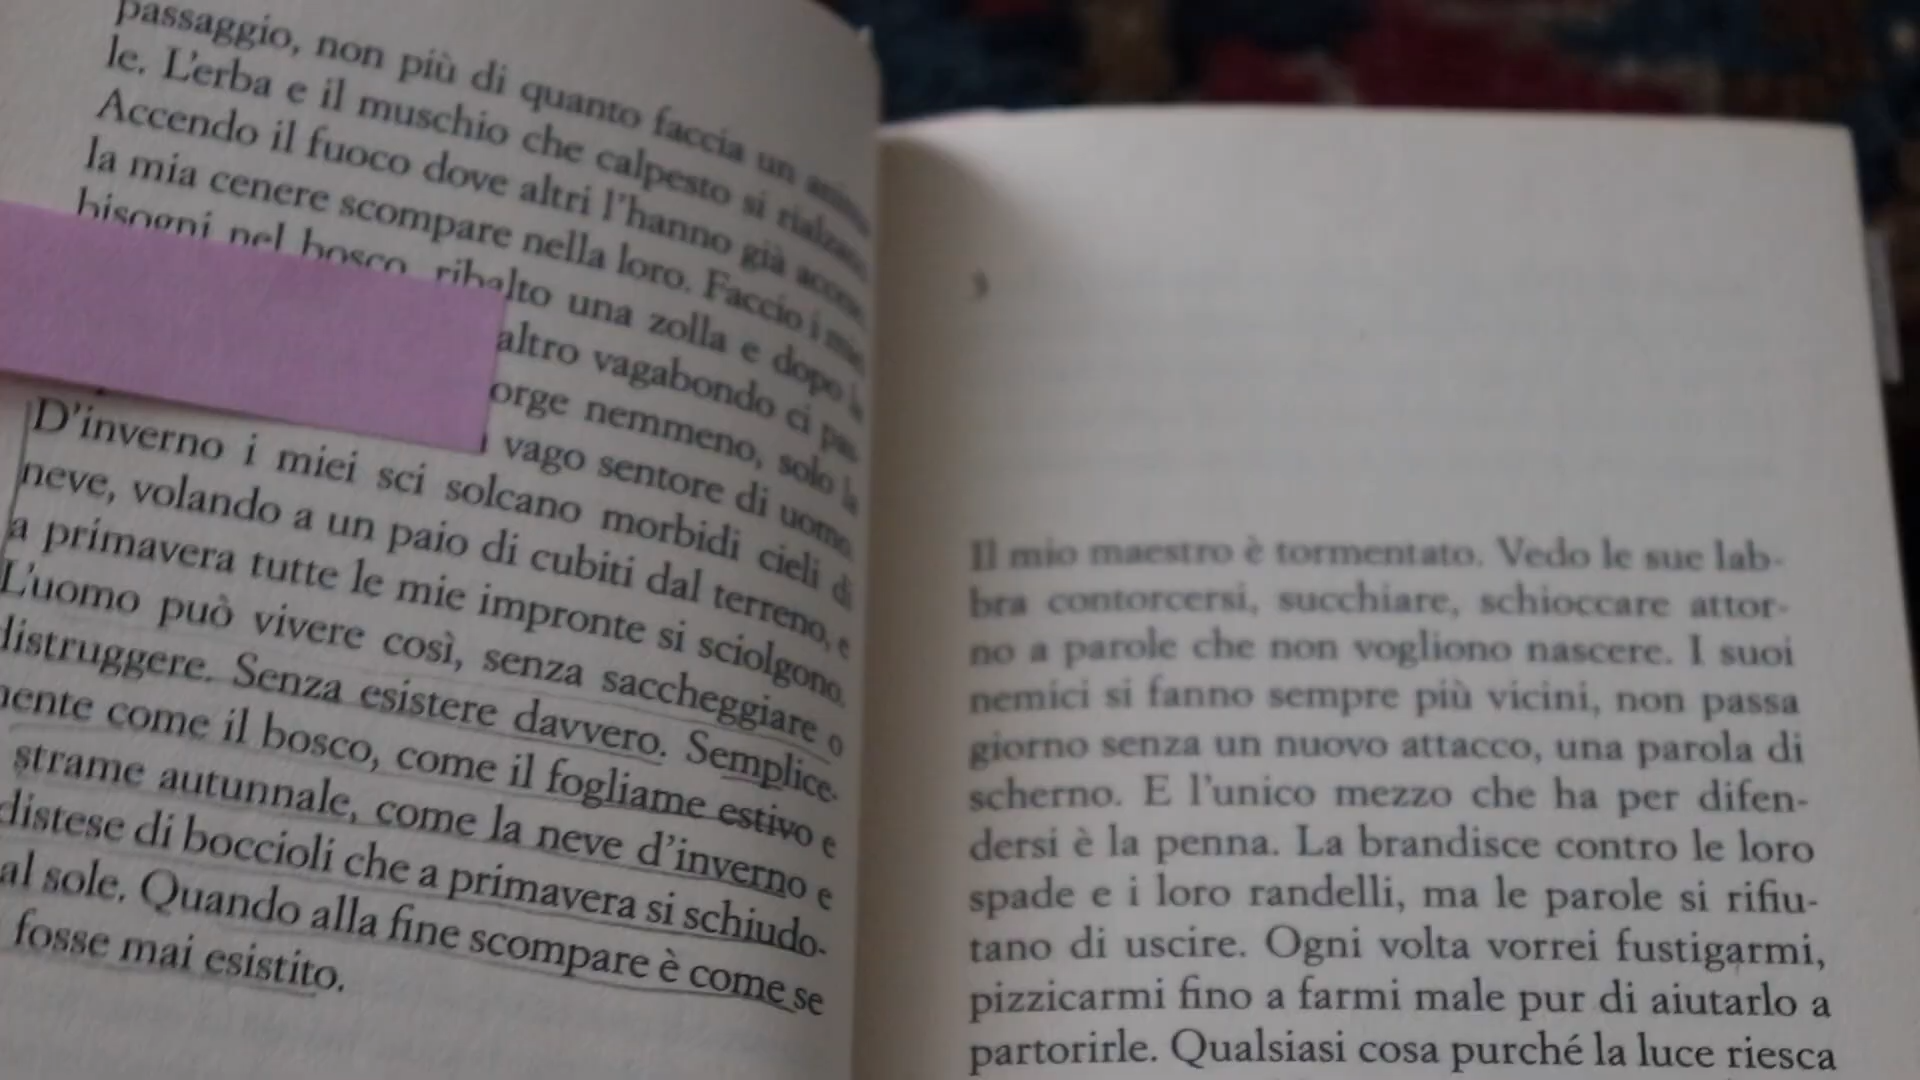 passaggio, non più di quanto faccia un
le. L'erba e il muschio che calpesto si rialzano.
Accendo il fuoco dove altri l'hanno già acceso,
la mia cenere scompare nella loro. Faccio i miei
bisogni nel bosco, ribalto una zolla e dopo
altro vagabondo ci
orge nemmeno, solo
vago sentore di uomo.
D'inverno i miei sci solcano morbidi cieli di
neve, volando a un paio di cubiti dal terreno, e
a primavera tutte le mie impronte si sciolgono.
L'uomo può vivere così, senza saccheggiare o
distruggere. Senza esistere davvero. Semplice-
mente come il bosco, come il fogliame estivo e
strame autunnale, come la neve d'inverno e
distese di boccioli che a primavera si schiudo-
al sole. Quando alla fine scompare è come se
fosse mai esistito.
Il mio maestro è tormentato. Vedo le sue lab-
bra contorcersi, succhiare, schioccare attor-
no a parole che non vogliono nascere. I suoi
nemici si fanno sempre più vicini, non passa
giorno senza un nuovo attacco, una parola di
scherno. E l'unico mezzo che ha per difen-
dersi è la penna. La brandisce contro le loro
spade e i loro randelli, ma le parole si rifiu-
tano di uscire. Ogni volta vorrei fustigarmi,
pizzicarmi fino a farmi male pur di aiutarlo a
partorirle. Qualsiasi cosa purché la luce riesca